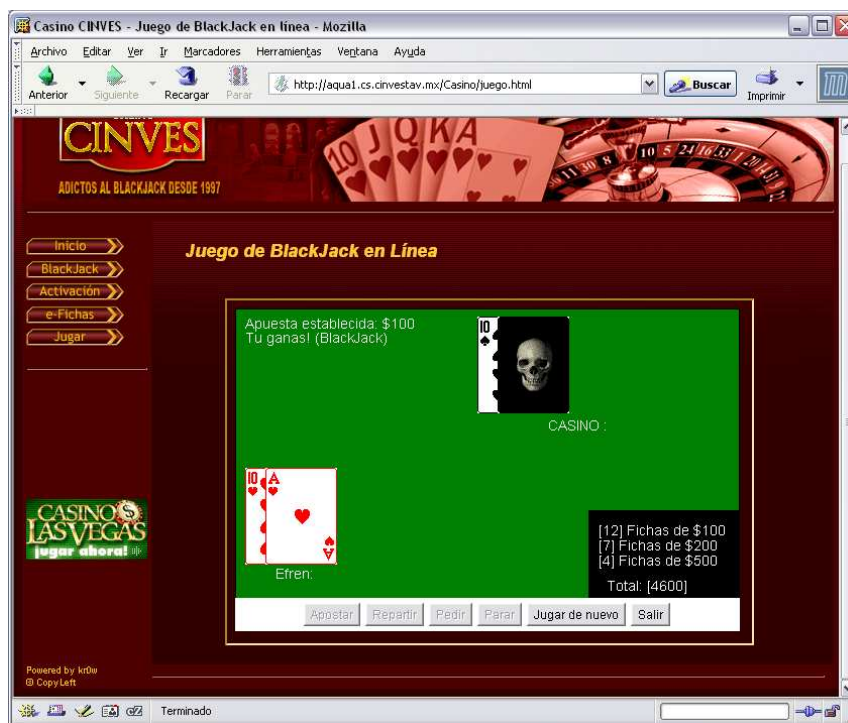 Casino CINVES - Juego de BlackJack en línea - Mozilla
Archivo Editar Ver Ir Marcadores Herramientas Ventana Ayuda
Anterior Siguiente Recargar Parar http://aqua1.cs.cinvestav.mx/Casino/juego.html Buscar Imprimir
CINVES
ADICTOS AL BLACKJACK DESDE 1997
10 J Q K A
Inicio
BlackJack
Activación
e-Fichas
Jugar
Juego de BlackJack en Línea
Apuesta establecida: $100
Tu ganas! (BlackJack)
10
CASINO :
10 A
A
Efren:
[12] Fichas de $100
[7] Fichas de $200
[4] Fichas de $500
Total: [4600]
Apostar Repartir Pedir Parar Jugar de nuevo Salir
CASINO
LAS VEGAS
jugar ahora!
Powered by kr0w
@ CopyLeft
Terminado